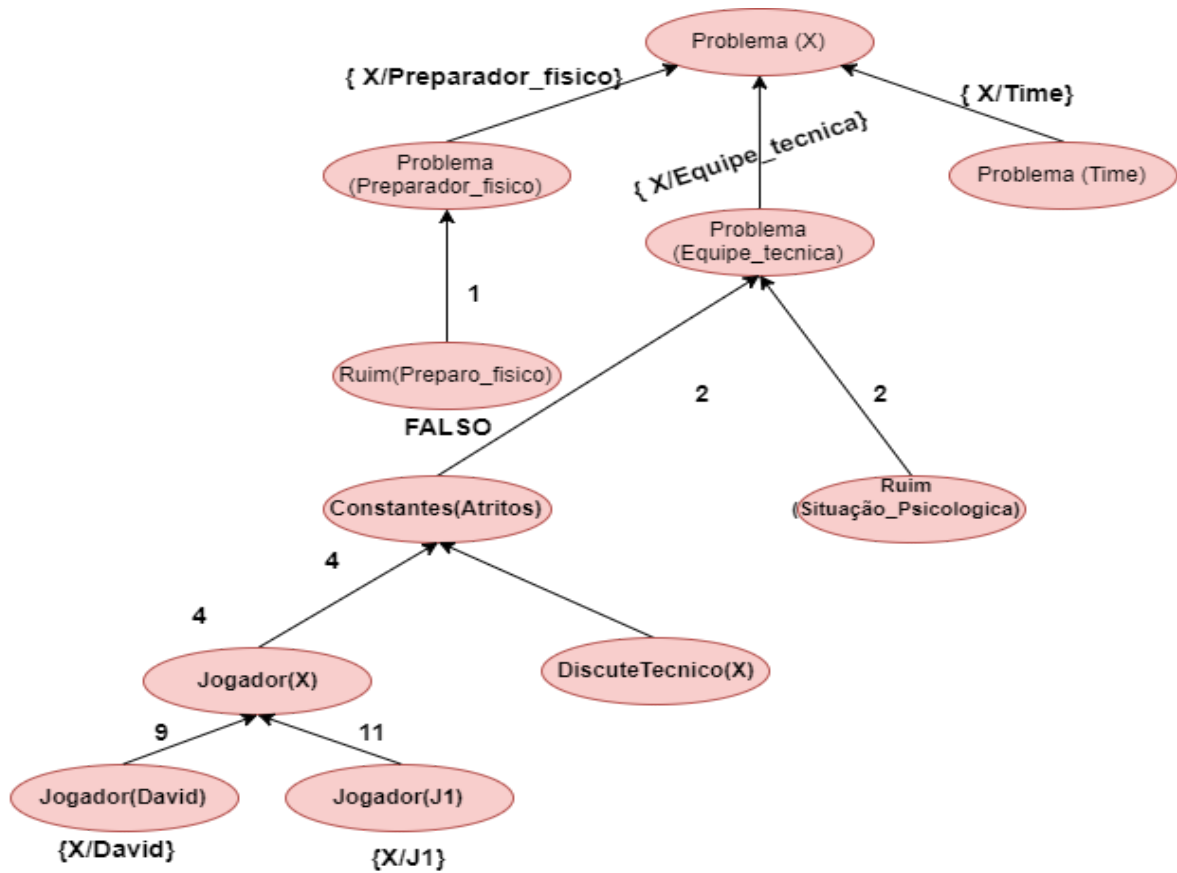 Problema (X)
{ X/Preparador_fisico}
{ X/Time}
{ X/Equipe_tecnica}
Problema
(Preparador_fisico)
Problema (Time)
Problema
(Equipe_tecnica)
1
Ruim(Preparo_fisico)
FALSO
2
2
Constantes(Atritos)
Ruim
(Situação_Psicologica)
4
4
Jogador(X)
DiscuteTecnico(X)
9
11
Jogador(David)
Jogador(J1)
{X/David}
{X/J1}